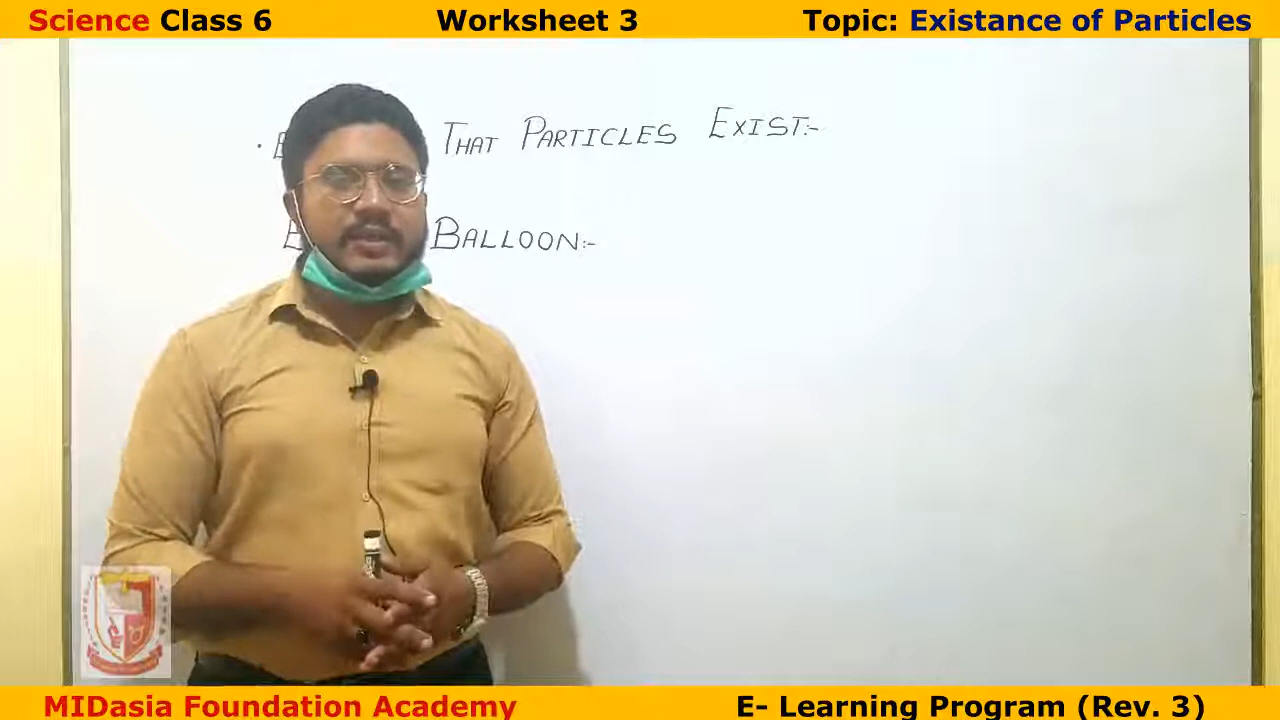 Science Class 6 Worksheet 3 Topic: Existance of Particles
THAT PARTICLES EXIST:-
BALLOON:-
MIDasia Foundation Academy E- Learning Program (Rev. 3)